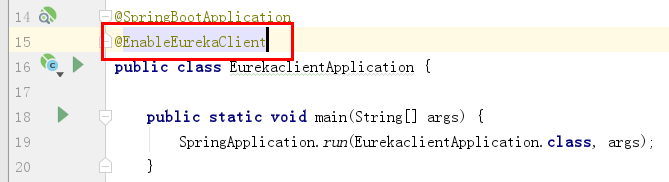 14 @SpringBootApplication
15 @EnableEurekaClient
16 public class EurekaclientApplication {
17
18 public static void main(String[] args) {
19 SpringApplication.run(EurekaclientApplication.class, args);
20 }